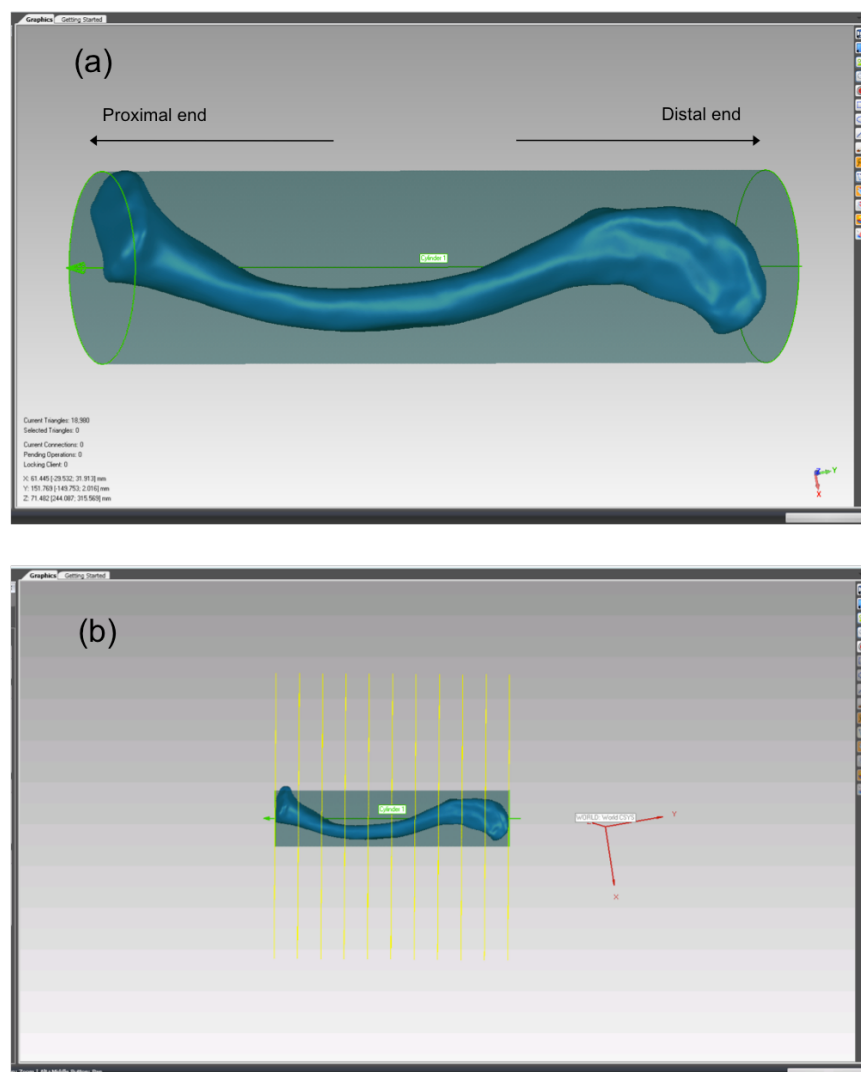 Graphics Getting Started
(a)
Proximal end Distal end
Cylinder 1
Current Triangles: 18,980
Selected Triangles: 0
Current Connections: 0
Pending Operations: 0
Locking Client: 0
X: 61.445 [-29.532; 31.913] mm
Y: 151.769 [-149.753; 2.016] mm
Z: 71.482 [244.087; 315.569] mm
Z Y
X
Graphics Getting Started
(b)
Cylinder 1
WORLD: World CSYS
Y
X